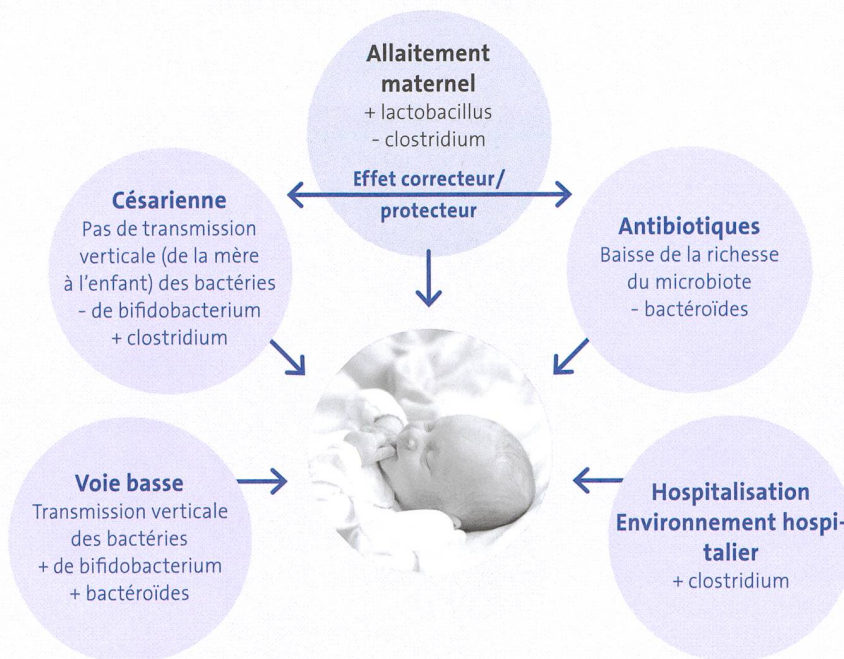 Allaitement
maternel
+ lactobacillus
- clostridium
Effet correcteur/
protecteur
Césarienne
Pas de transmission
verticale (de la mère
à l'enfant) des bactéries
- de bifidobacterium
+ clostridium
Antibiotiques
Baisse de la richesse
du microbiote
- bactéroïdes
Voie basse
Transmission verticale
des bactéries
+ de bifidobacterium
+ bactéroïdes
Hospitalisation
Environnement hospi-
talier
+ clostridium